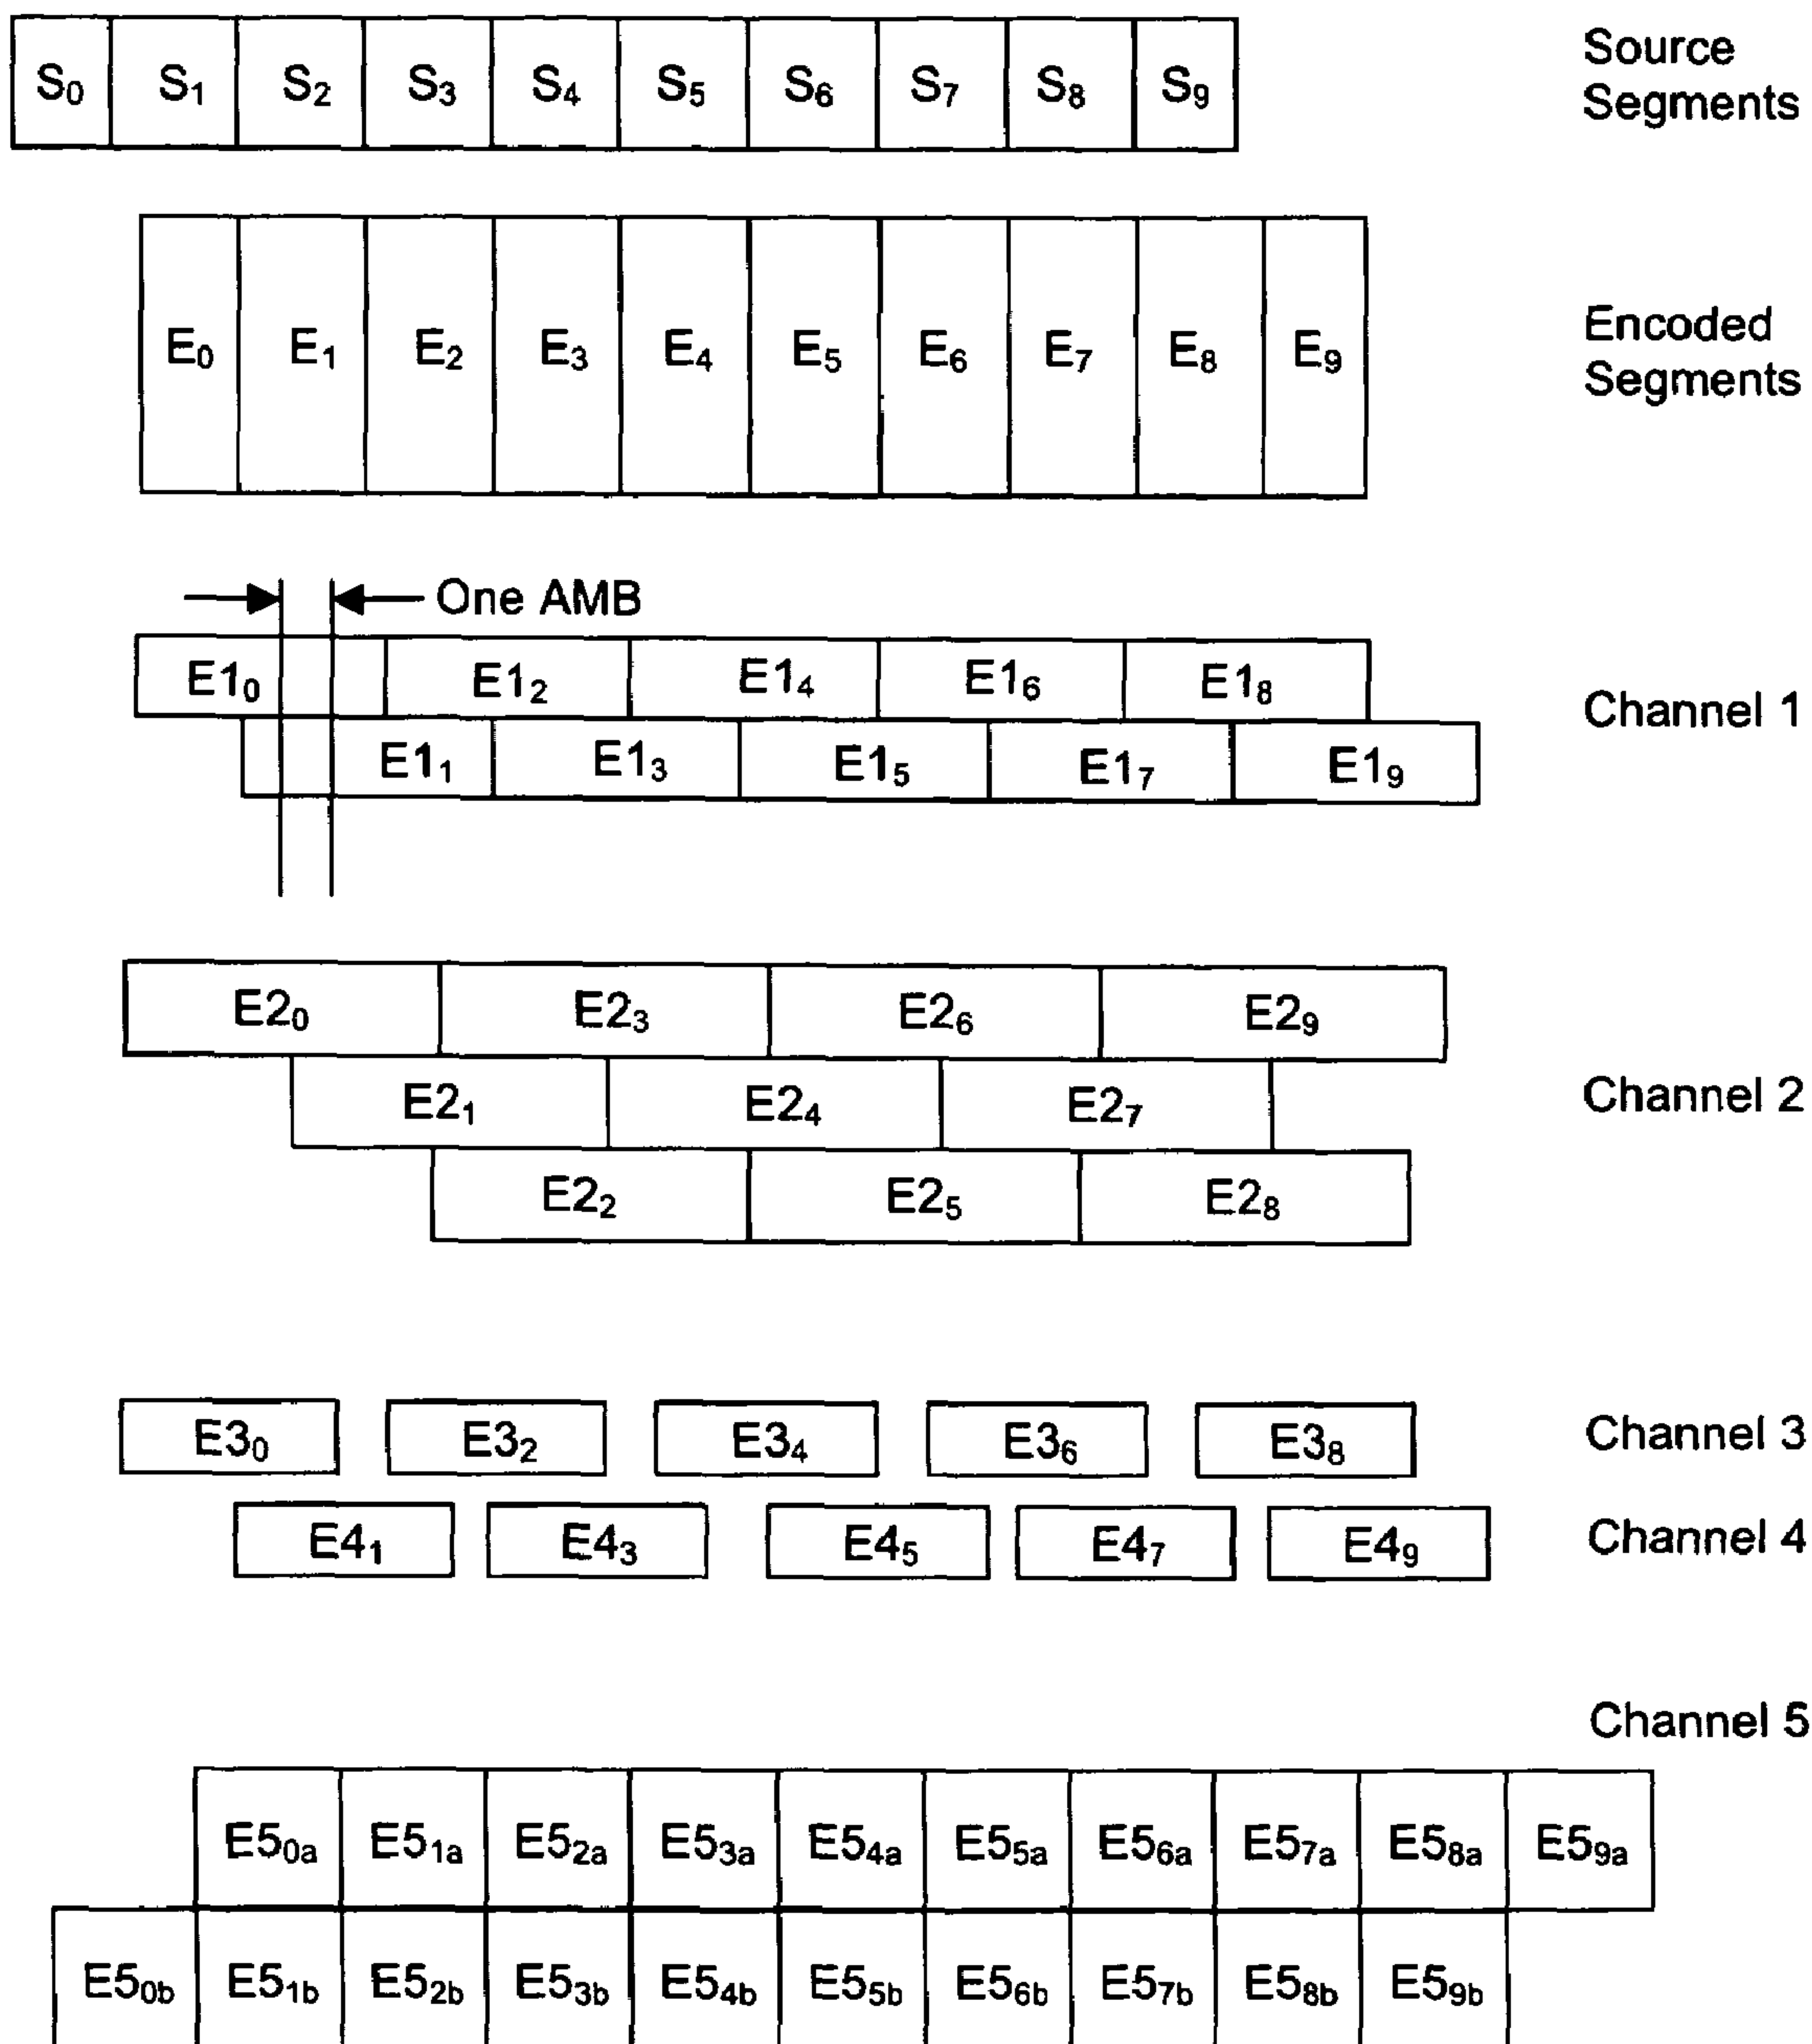 S₀ S₁ S₂ S₃ S₄ S₅ S₆ S₇ S₈ S₉
Source
Segments
E₀ E₁ E₂ E₃ E₄ E₅ E₆ E₇ E₈ E₉
Encoded
Segments
One AMB
E1₀ E1₂ E1₄ E1₆ E1₈
E1₁ E1₃ E1₅ E1₇ E1₉
Channel 1
E2₀ E2₃ E2₆ E2₉
E2₁ E2₄ E2₇
E2₂ E2₅ E2₈
Channel 2
E3₀ E3₂ E3₄ E3₆ E3₈
Channel 3
E4₁ E4₃ E4₅ E4₇ E4₉
Channel 4
Channel 5
E5₀ₐ E5₁ₐ E5₂ₐ E5₃ₐ E5₄ₐ E5₅ₐ E5₆ₐ E5₇ₐ E5₈ₐ E5₉ₐ
E5₀b E5₁b E5₂b E5₃b E5₄b E5₅b E5₆b E5₇b E5₈b E5₉b